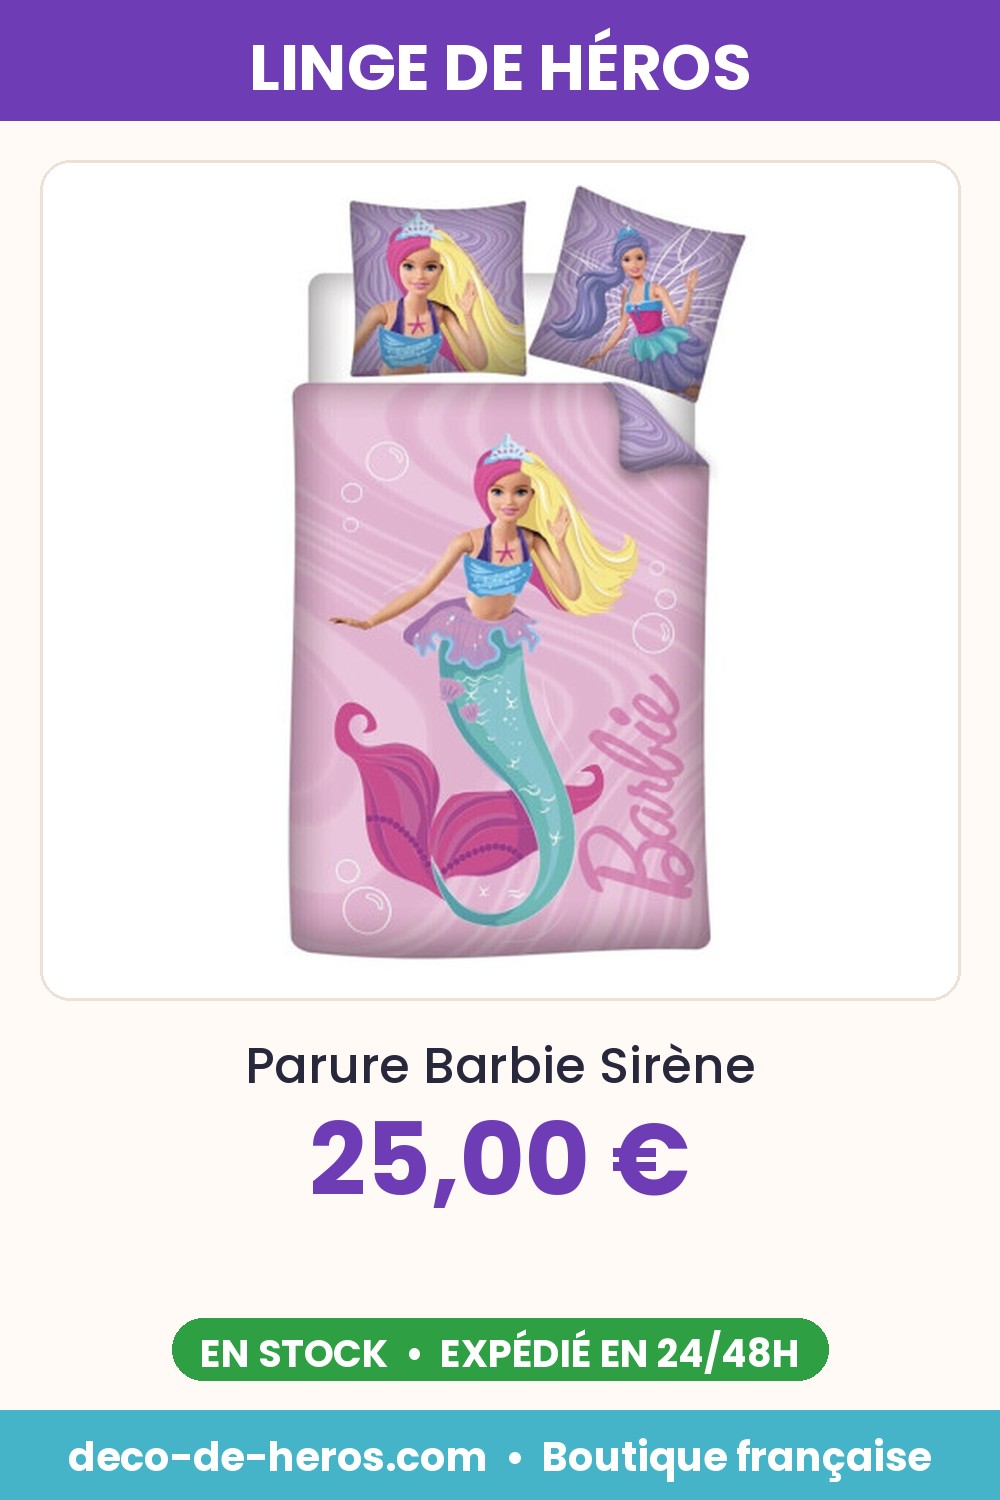 LINGE DE HÉROS
Barbie
Parure Barbie Sirène
25,00 €
EN STOCK • EXPÉDIÉ EN 24/48H
deco-de-heros.com • Boutique française